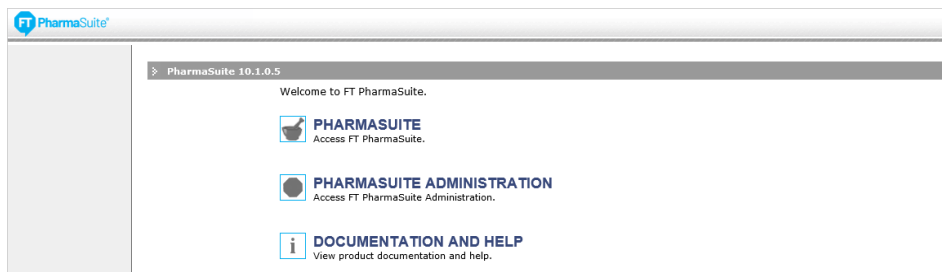 FT PharmaSuite®
PharmaSuite 10.1.0.5
Welcome to FT PharmaSuite.
PHARMASUITE
Access FT PharmaSuite.
PHARMASUITE ADMINISTRATION
Access FT PharmaSuite Administration.
i DOCUMENTATION AND HELP
View product documentation and help.